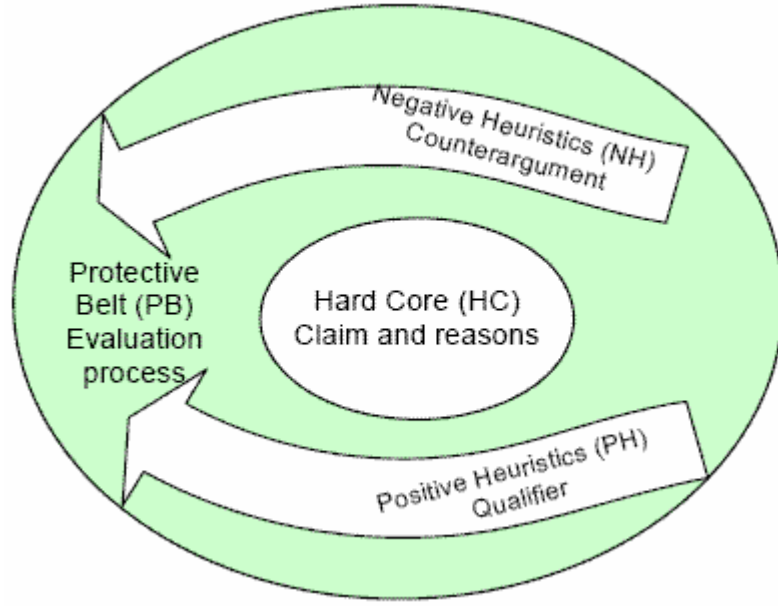 Negative Heuristics (NH)
Counterargument
Protective
Belt (PB)
Evaluation
process
Hard Core (HC)
Claim and reasons
Positive Heuristics (PH)
Qualifier